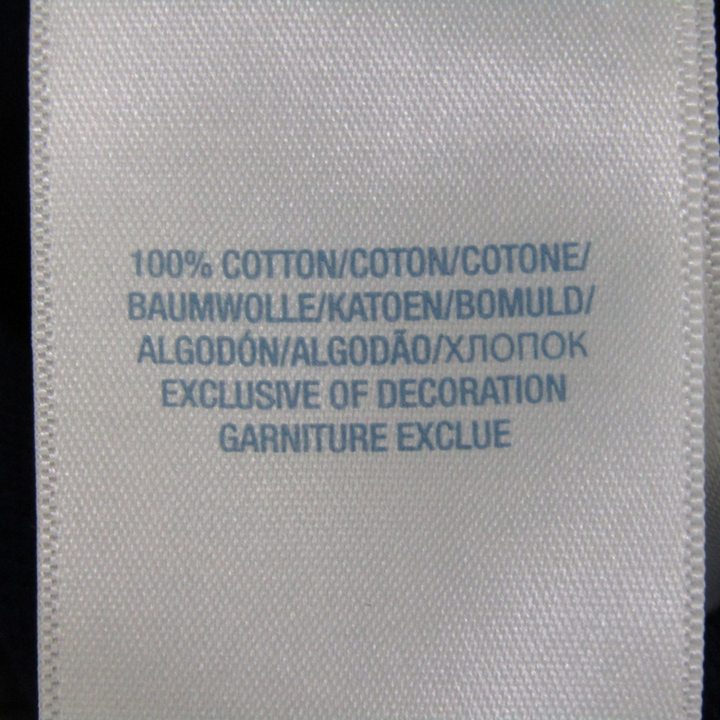 100% COTTON/COTON/COTONE/
BAUMWOLLE/KATOEN/BOMULD/
ALGODÓN/ALGODÃO/ХЛОПОК
EXCLUSIVE OF DECORATION
GARNITURE EXCLUE